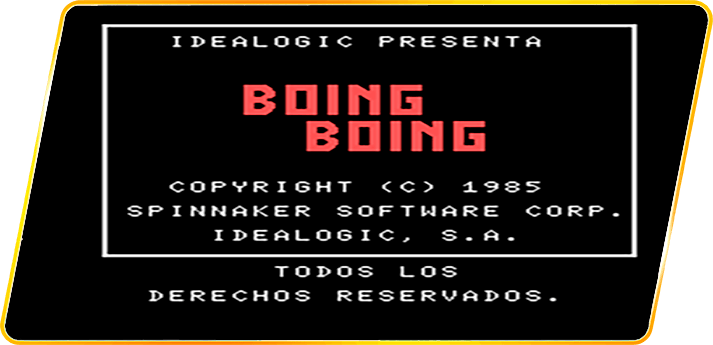 IDEALOGIC PRESENTA
BOING
BOING
COPYRIGHT (C) 1985
SPINNAKER SOFTWARE CORP.
IDEALOGIC, S.A.
TODOS LOS
DERECHOS RESERVADOS.